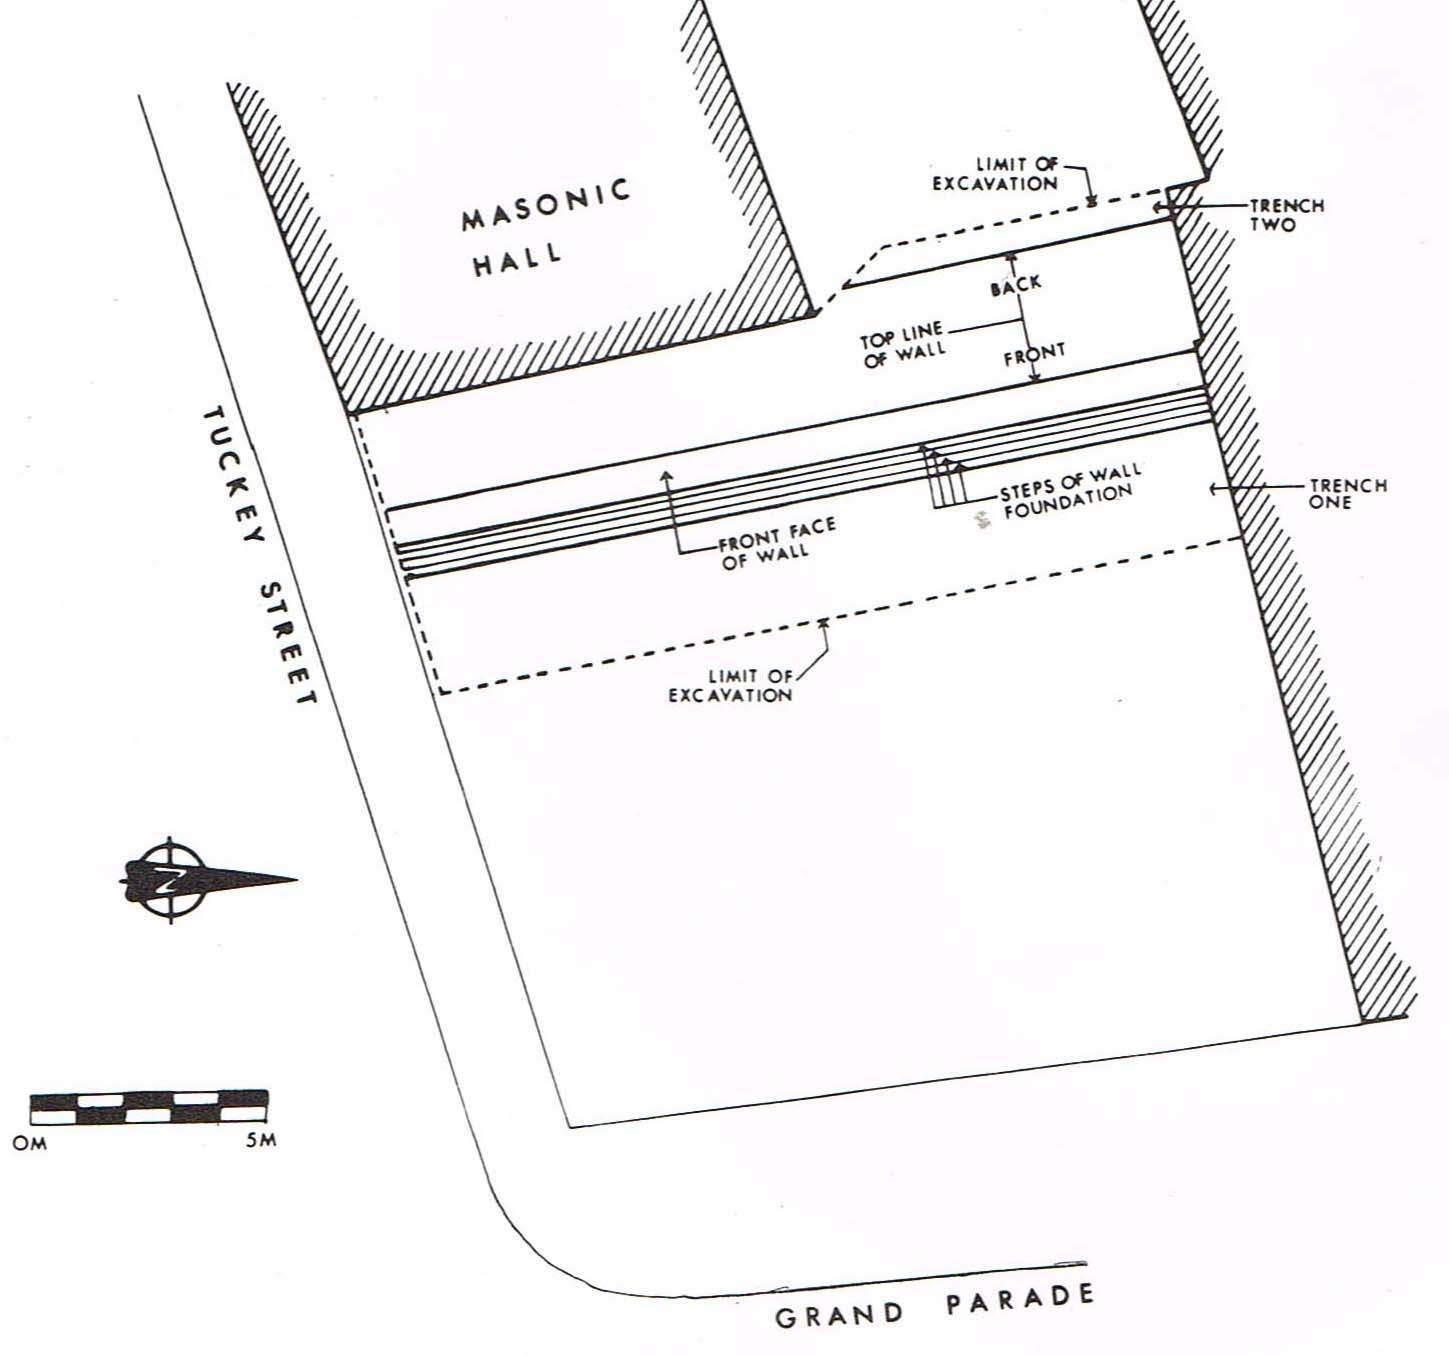 MASONIC
HALL
LIMIT OF
EXCAVATION
TRENCH
TWO
BACK
TOP LINE
OF WALL
FRONT
TUCKEY STREET
STEPS OF WALL
FOUNDATION
TRENCH
ONE
FRONT FACE
OF WALL
LIMIT OF
EXCAVATION
Z
0M
5M
GRAND PARADE